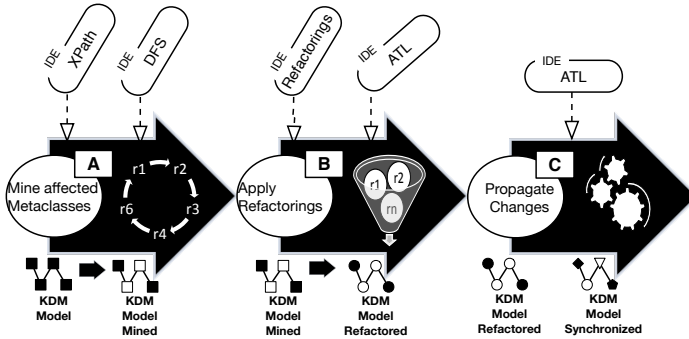 IDE
XPath
IDE
DFS
A
Mine affected
Metaclasses
r1
r2
r3
r4
r6
KDM
Model
KDM
Model
Mined
IDE
Refactorings
IDE
ATL
B
Apply
Refactorings
r1
r2
rn
KDM
Model
Mined
KDM
Model
Refactored
IDE
ATL
C
Propagate
Changes
KDM
Model
Refactored
KDM
Model
Synchronized